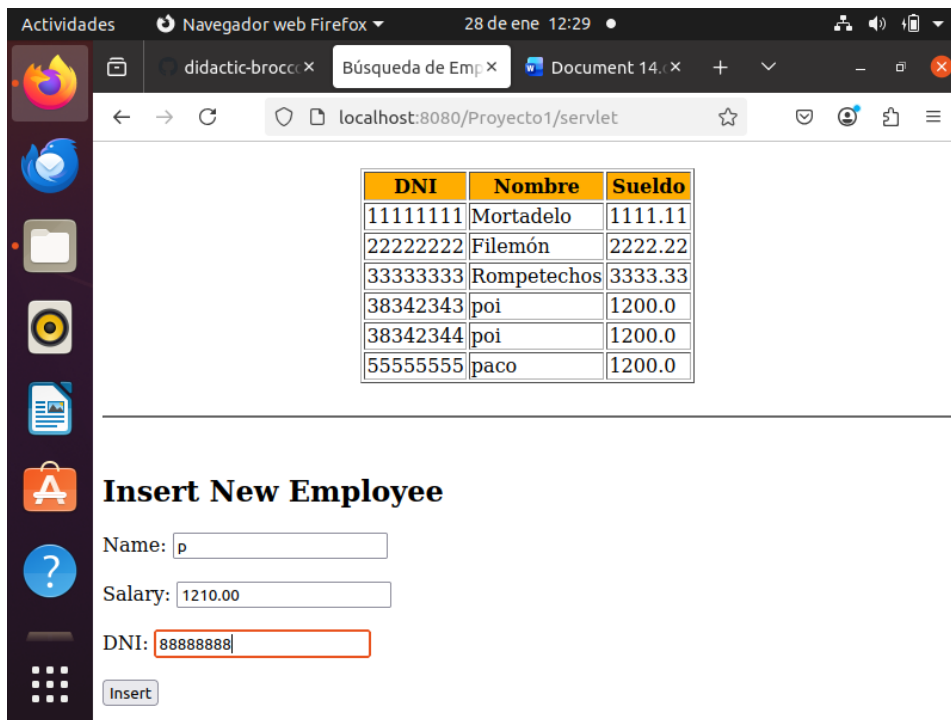 Actividades Navegador web Firefox 28 de ene 12:29
didactic-brocc Búsqueda de Emp Document 14.
localhost:8080/Proyecto1/servlet
DNI Nombre Sueldo
11111111 Mortadelo 1111.11
22222222 Filemón 2222.22
33333333 Rompetechos 3333.33
38342343 poi 1200.0
38342344 poi 1200.0
55555555 paco 1200.0
Insert New Employee
Name: p
Salary: 1210.00
DNI: 88888888
Insert